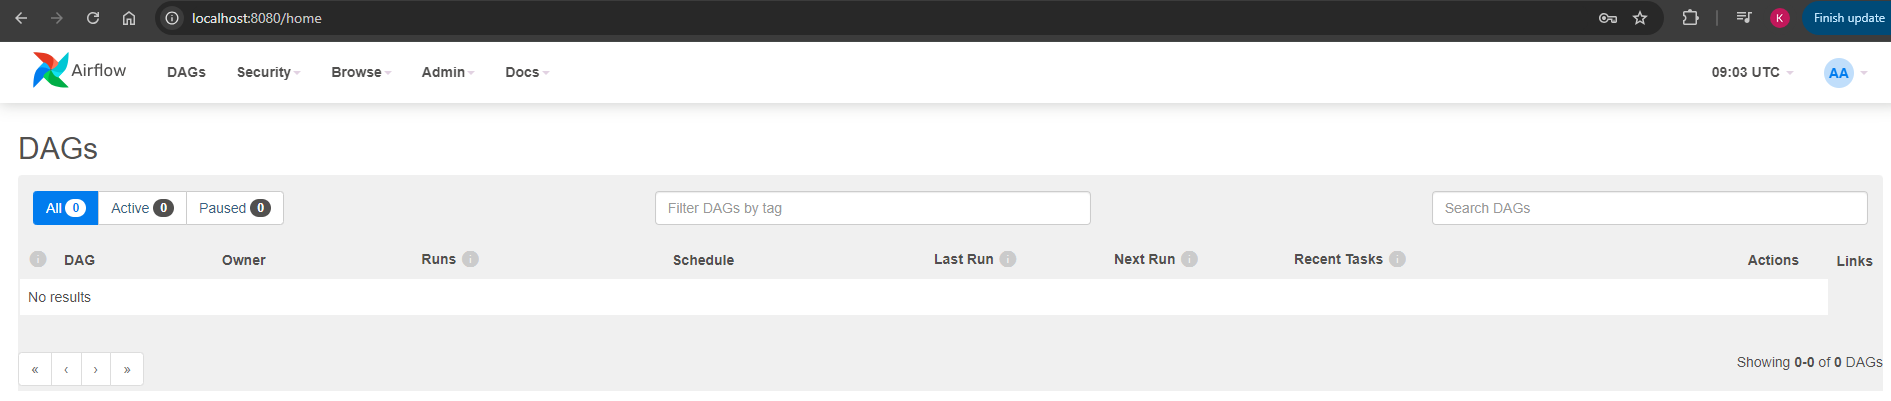 localhost:8080/home
K
Finish update
Airflow DAGs Security Browse Admin Docs 09:03 UTC AA
DAGs
All 0 Active 0 Paused 0 Filter DAGs by tag Search DAGs
i DAG Owner Runs i Schedule Last Run i Next Run i Recent Tasks i Actions Links
No results
« ‹ › »
Showing 0-0 of 0 DAGs